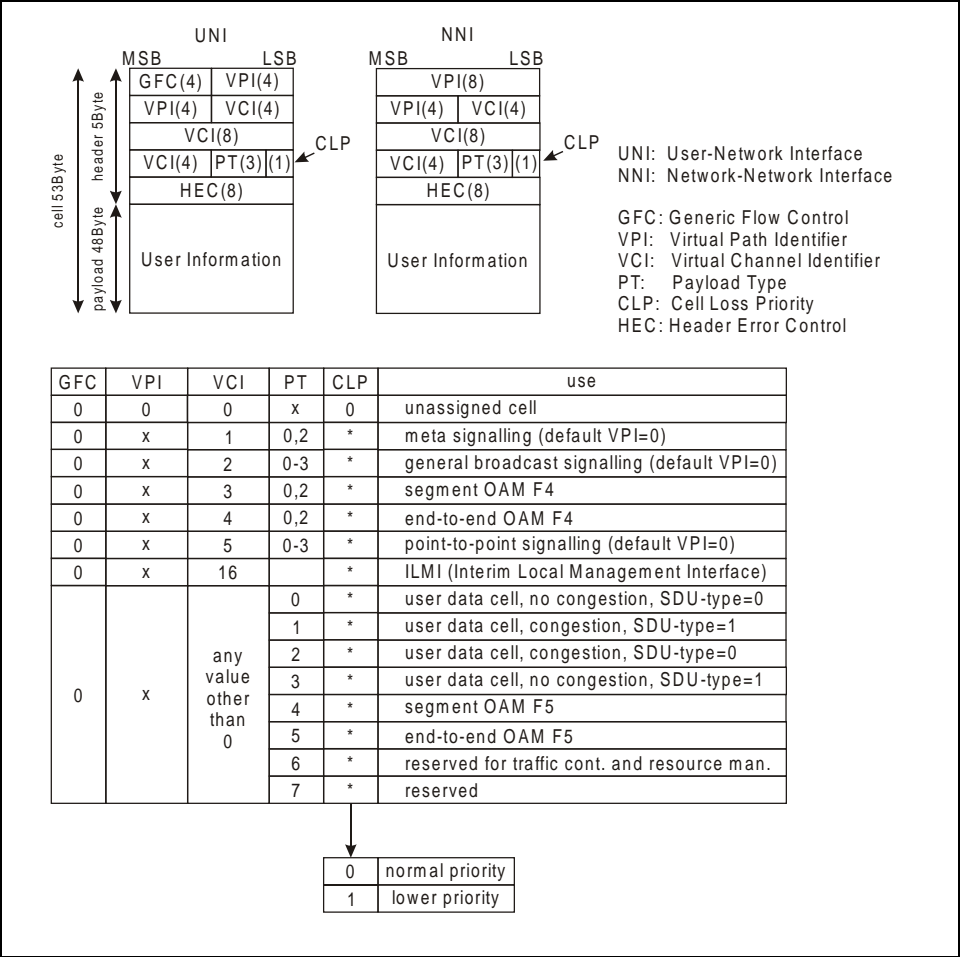 UNI
NNI
MSB LSB
MSB LSB
GFC(4) VPI(4)
VPI(4) VCI(4)
VCI(8)
VCI(4) PT(3) (1)
HEC(8)
User Information
CLP
cell 53Byte
header 5Byte
payload 48Byte
VPI(8)
VPI(4) VCI(4)
VCI(8)
VCI(4) PT(3) (1)
HEC(8)
User Information
CLP
UNI: User-Network Interface
NNI: Network-Network Interface
GFC: Generic Flow Control
VPI: Virtual Path Identifier
VCI: Virtual Channel Identifier
PT: Payload Type
CLP: Cell Loss Priority
HEC: Header Error Control
GFC VPI VCI PT CLP use
0 0 0 x 0 unassigned cell
0 x 1 0,2 * meta signalling (default VPI=0)
0 x 2 0-3 * general broadcast signalling (default VPI=0)
0 x 3 0,2 * segment OAM F4
0 x 4 0,2 * end-to-end OAM F4
0 x 5 0-3 * point-to-point signalling (default VPI=0)
0 x 16 * ILMI (Interim Local Management Interface)
0 x
any
value
other
than
0
0 * user data cell, no congestion, SDU-type=0
1 * user data cell, congestion, SDU-type=1
2 * user data cell, congestion, SDU-type=0
3 * user data cell, no congestion, SDU-type=1
4 * segment OAM F5
5 * end-to-end OAM F5
6 * reserved for traffic cont. and resource man.
7 * reserved
0 normal priority
1 lower priority